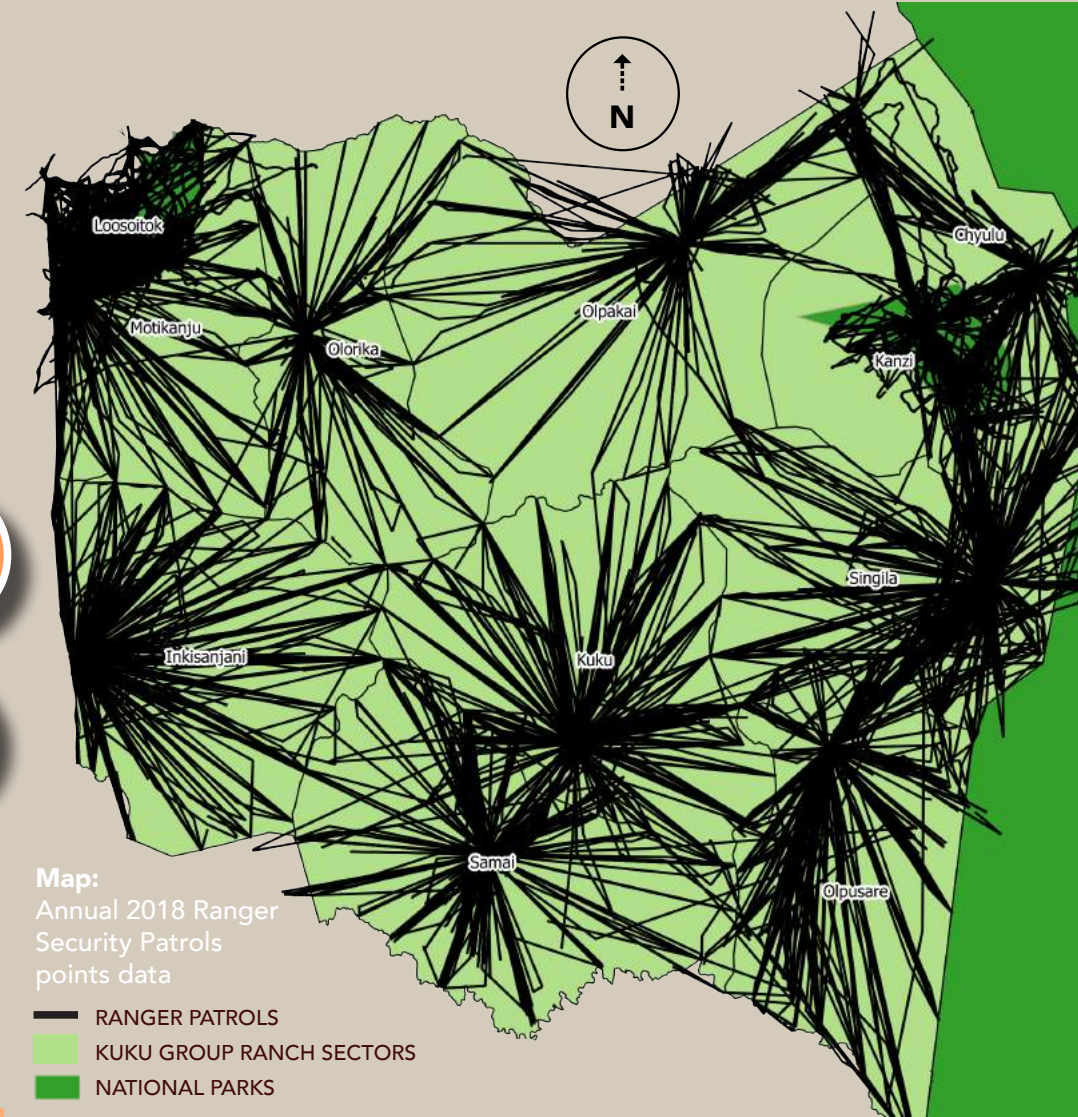 N
Loosoitok
Chyulu
Olpakai
Motikanju
Olorika
Kanzi
Singila
Inkisanjani
Kuku
Samai
Olpusare
Map:
Annual 2018 Ranger
Security Patrols
points data
RANGER PATROLS
KUKU GROUP RANCH SECTORS
NATIONAL PARKS